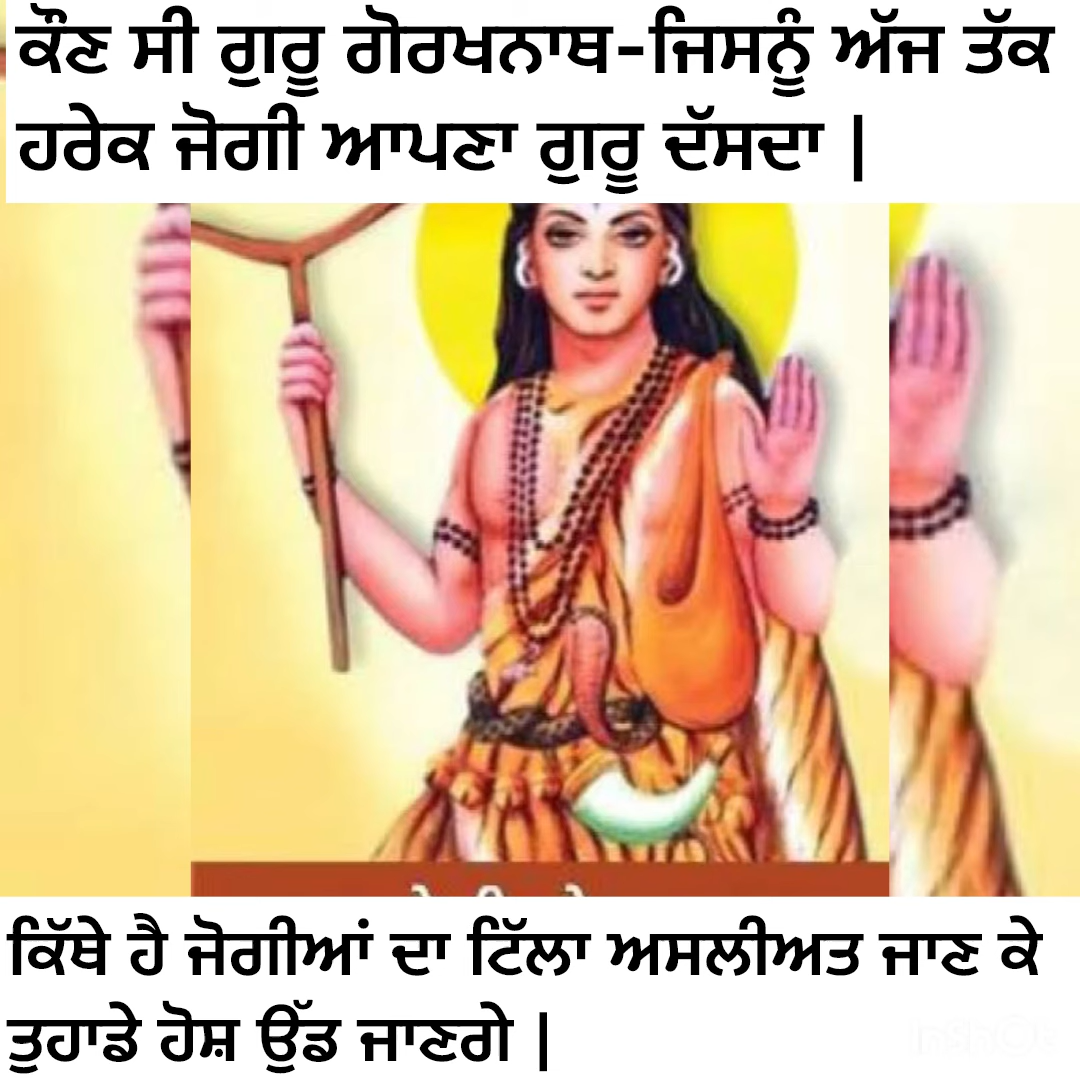 ਕੌਣ ਸੀ ਗੁਰੂ ਗੋਰਖਨਾਥ-ਜਿਸਨੂੰ ਅੱਜ ਤੱਕ
ਹਰੇਕ ਜੋਗੀ ਆਪਣਾ ਗੁਰੂ ਦੱਸਦਾ |
ਕਿੱਥੇ ਹੈ ਜੋਗੀਆਂ ਦਾ ਟਿੱਲਾ ਅਸਲੀਅਤ ਜਾਣ ਕੇ
ਤੁਹਾਡੇ ਹੋਸ਼ ਉੱਡ ਜਾਣਗੇ |